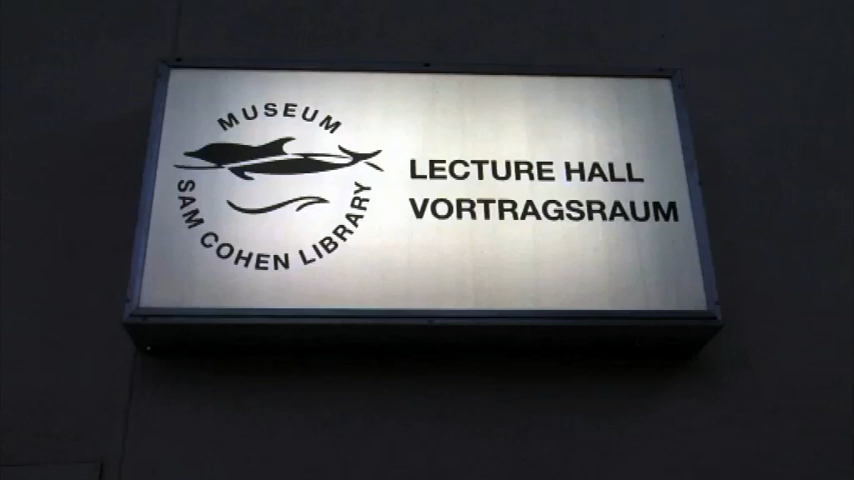 MUSEUM
SAM COHEN LIBRARY
LECTURE HALL
VORTRAGSRAUM